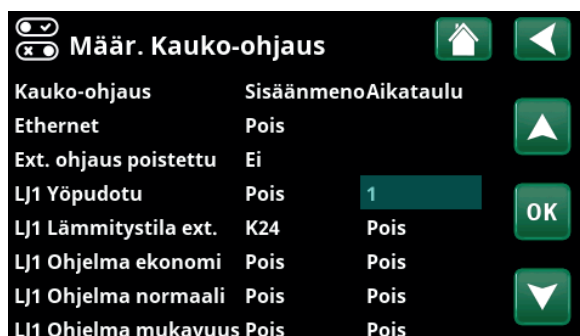 Määr. Kauko-ohjaus
Kauko-ohjaus SisäänmenoAikataulu
Ethernet Pois
Ext. ohjaus poistettu Ei
LJ1 Yöpudotu Pois 1
LJ1 Lämmitystila ext. K24 Pois
OK
LJ1 Ohjelma ekonomi Pois Pois
LJ1 Ohjelma normaali Pois Pois
LJ1 Ohjelma mukavuus Pois Pois